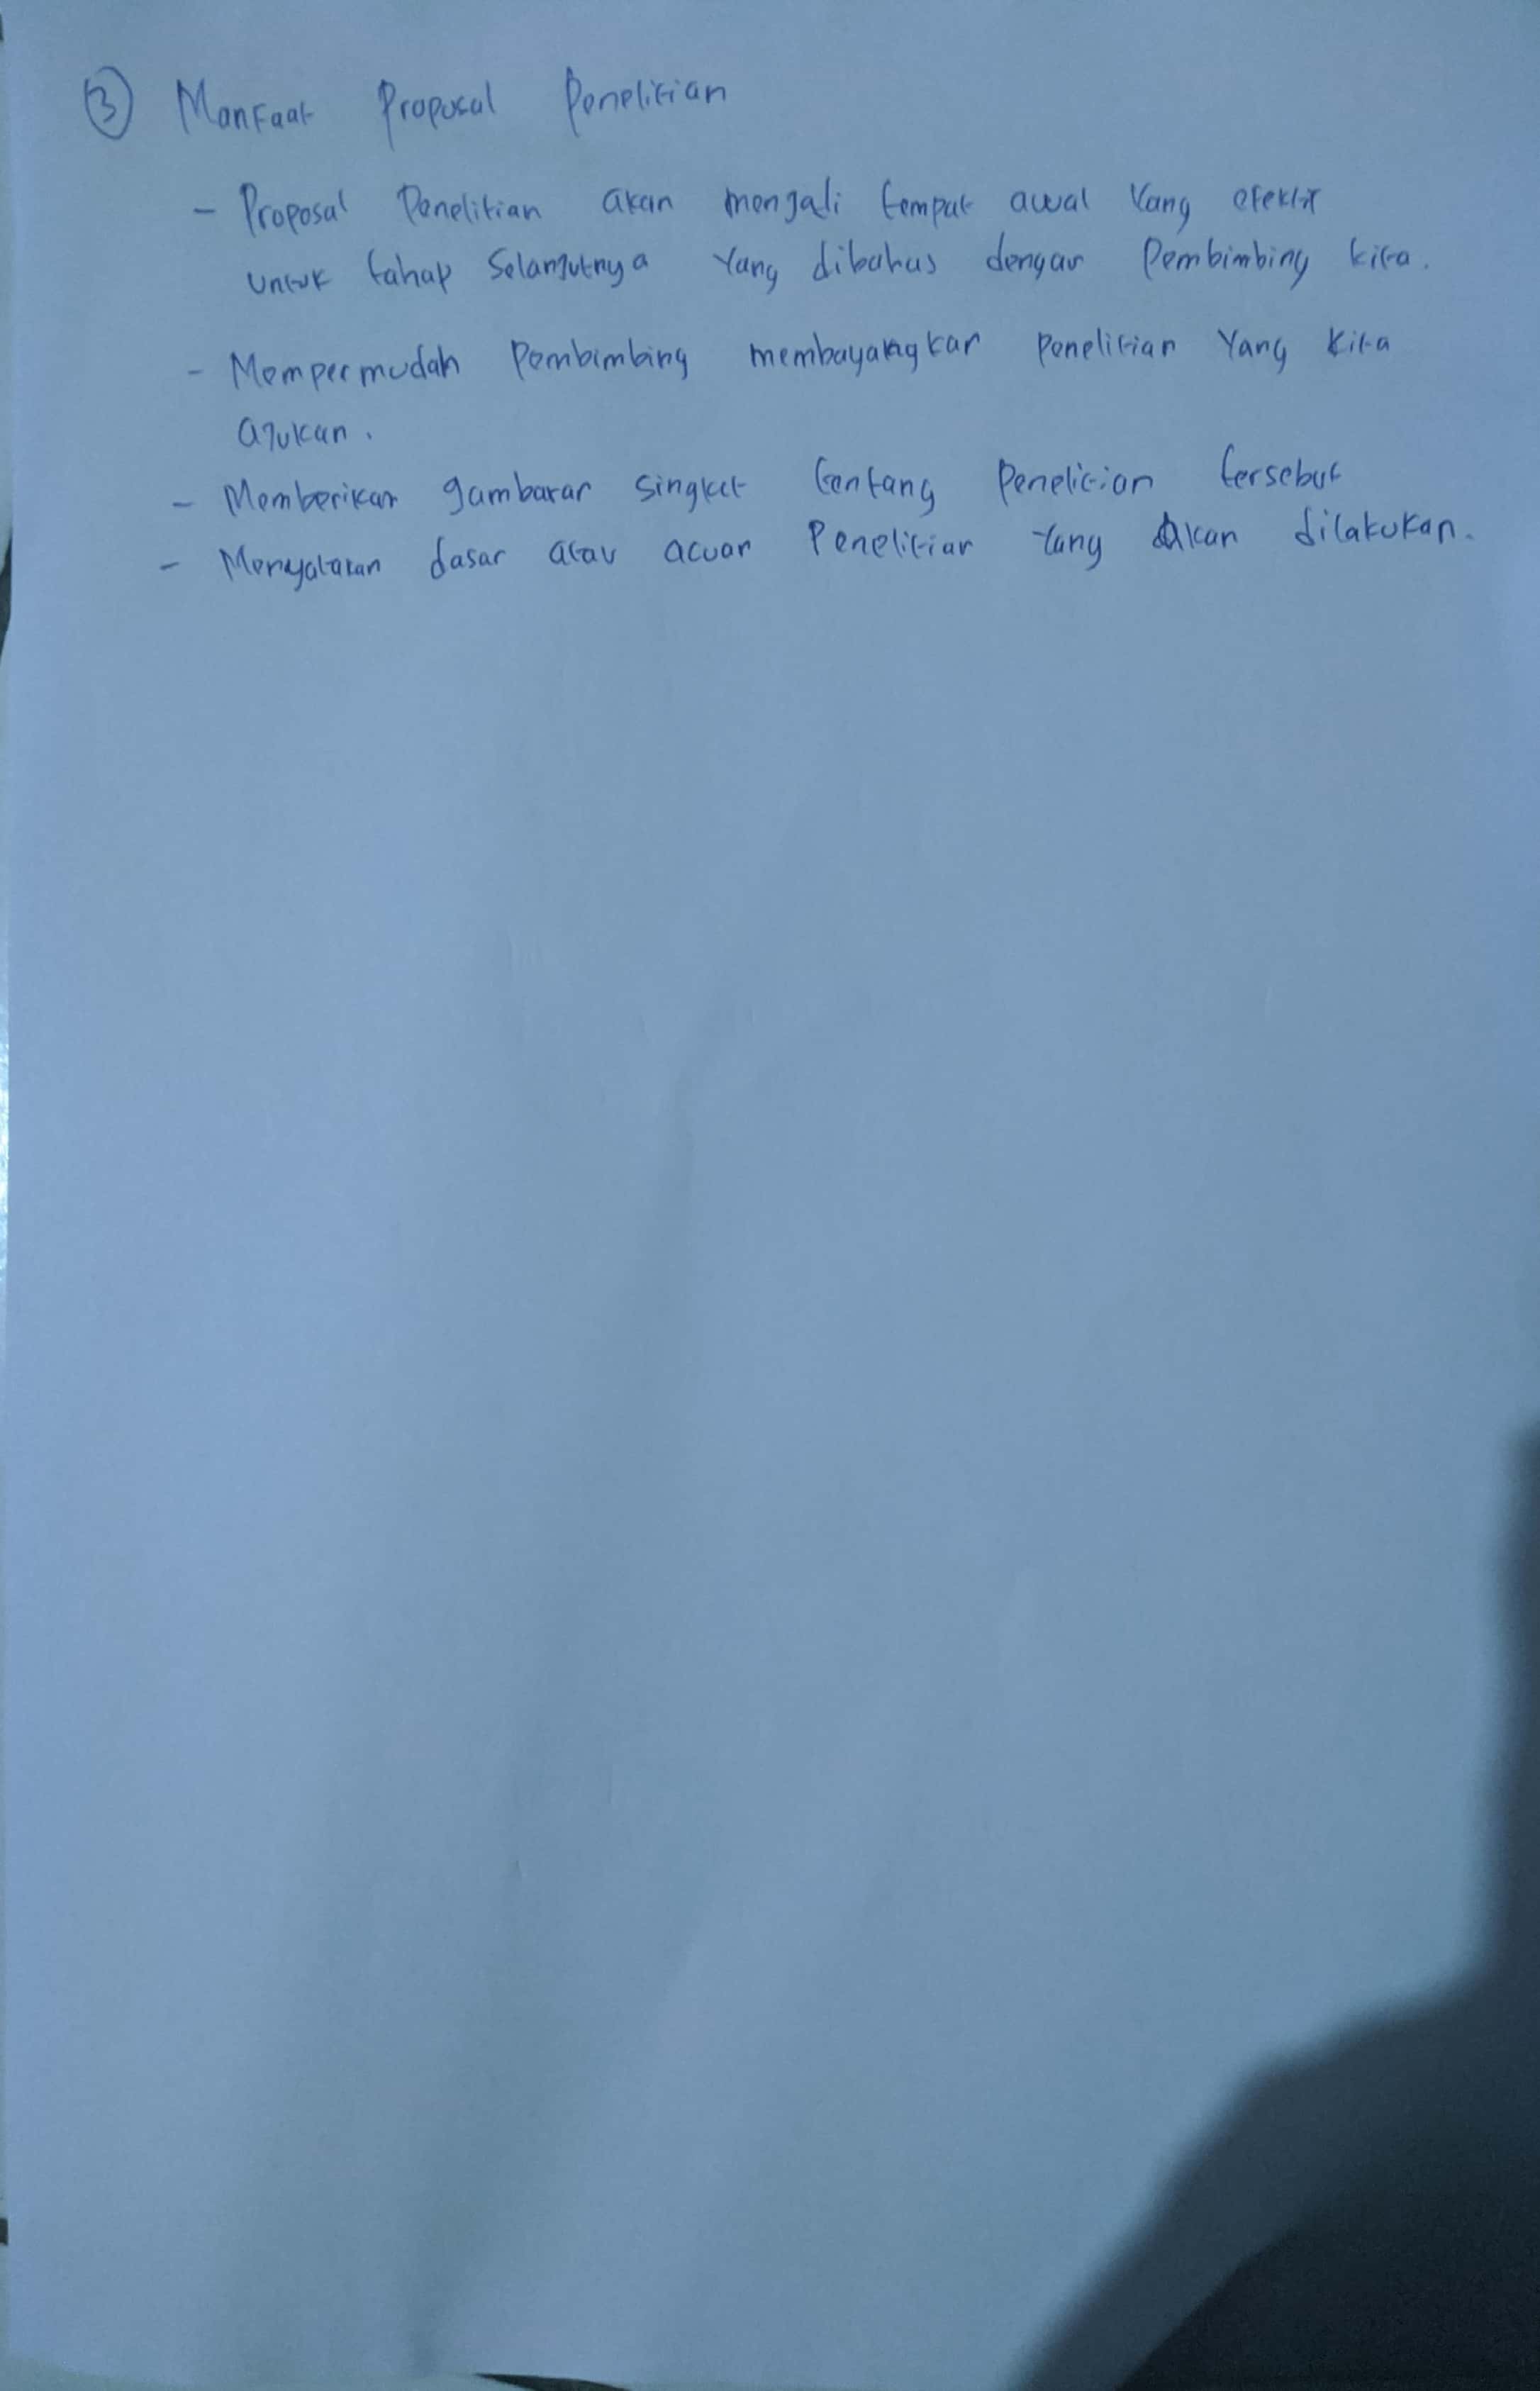 ③ Manfaat Proposal Penelitian
- Proposal Penelitian akan menjali tempat awal Yang efektif
untuk tahap Selanjutnya Yang dibahas dengan Pembimbing kita.
- Mempermudah Pembimbing membayangkan Penelitian Yang Kita
ajukan.
- Memberikan gambaran singkat tentang Penelitian tersebut
- Menyatakan dasar atau acuan Penelitian Yang akan dilakukan.